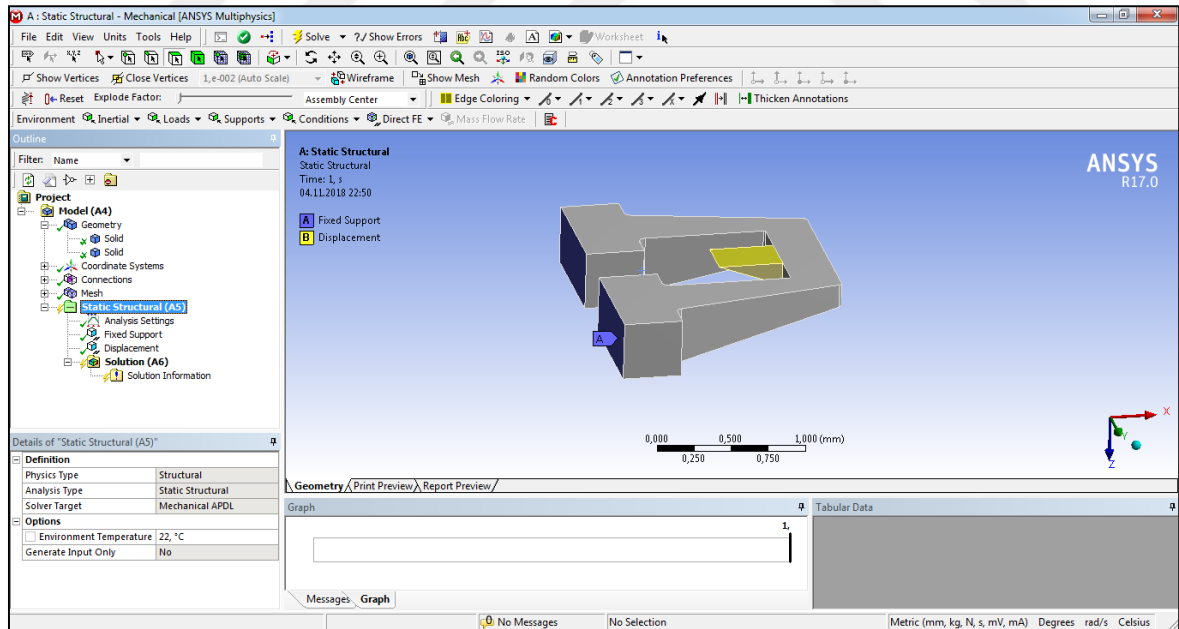 A : Static Structural - Mechanical [ANSYS Multiphysics]
File Edit View Units Tools Help Solve ?/ Show Errors Worksheet
Show Vertices Close Vertices 1,e-002 (Auto Scale) Wireframe Show Mesh Random Colors Annotation Preferences
Reset Explode Factor: Assembly Center Edge Coloring Thicken Annotations
Environment Inertial Loads Supports Conditions Direct FE Mass Flow Rate
Outline
Filter: Name
Project
Model (A4)
Geometry
Solid
Solid
Coordinate Systems
Connections
Mesh
Static Structural (A5)
Analysis Settings
Fixed Support
Displacement
Solution (A6)
Solution Information
Details of "Static Structural (A5)"
Definition
Physics Type Structural
Analysis Type Static Structural
Solver Target Mechanical APDL
Options
Environment Temperature 22, °C
Generate Input Only No
A: Static Structural
Static Structural
Time: 1, s
04.11.2018 22:50
A Fixed Support
B Displacement
ANSYS
R17.0
A
X
Y
Z
0,000 0,500 1,000 (mm)
0,250 0,750
Geometry Print Preview Report Preview
Graph
1,
Messages Graph
Tabular Data
No Messages No Selection Metric (mm, kg, N, s, mV, mA) Degrees rad/s Celsius